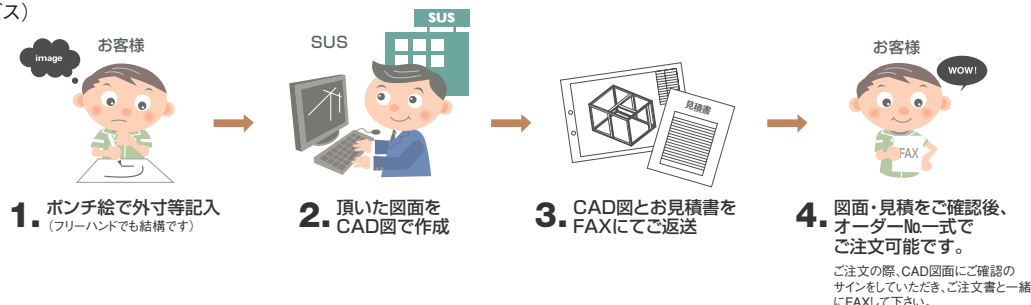 ビス）
お客様
image
SUS
SUS
見積書
お客様
WOW!
FAX
1. ポンチ絵で外寸等記入
（フリーハンドでも結構です）
2. 頂いた図面を
CAD図で作成
3. CAD図とお見積書を
FAXにてご返送
4. 図面・見積をご確認後、
オーダー№一式で
ご注文可能です。
ご注文の際、CAD図面にご確認の
サインをしていただき、ご注文書と一緒
にFAXして下さい。